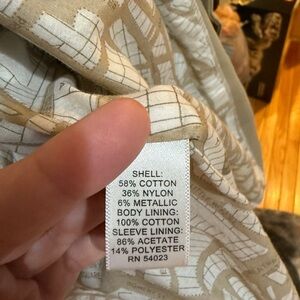 SHELL:
58% COTTON
36% NYLON
6% METALLIC
BODY LINING:
100% COTTON
SLEEVE LINING:
86% ACETATE
14% POLYESTER
RN 54023